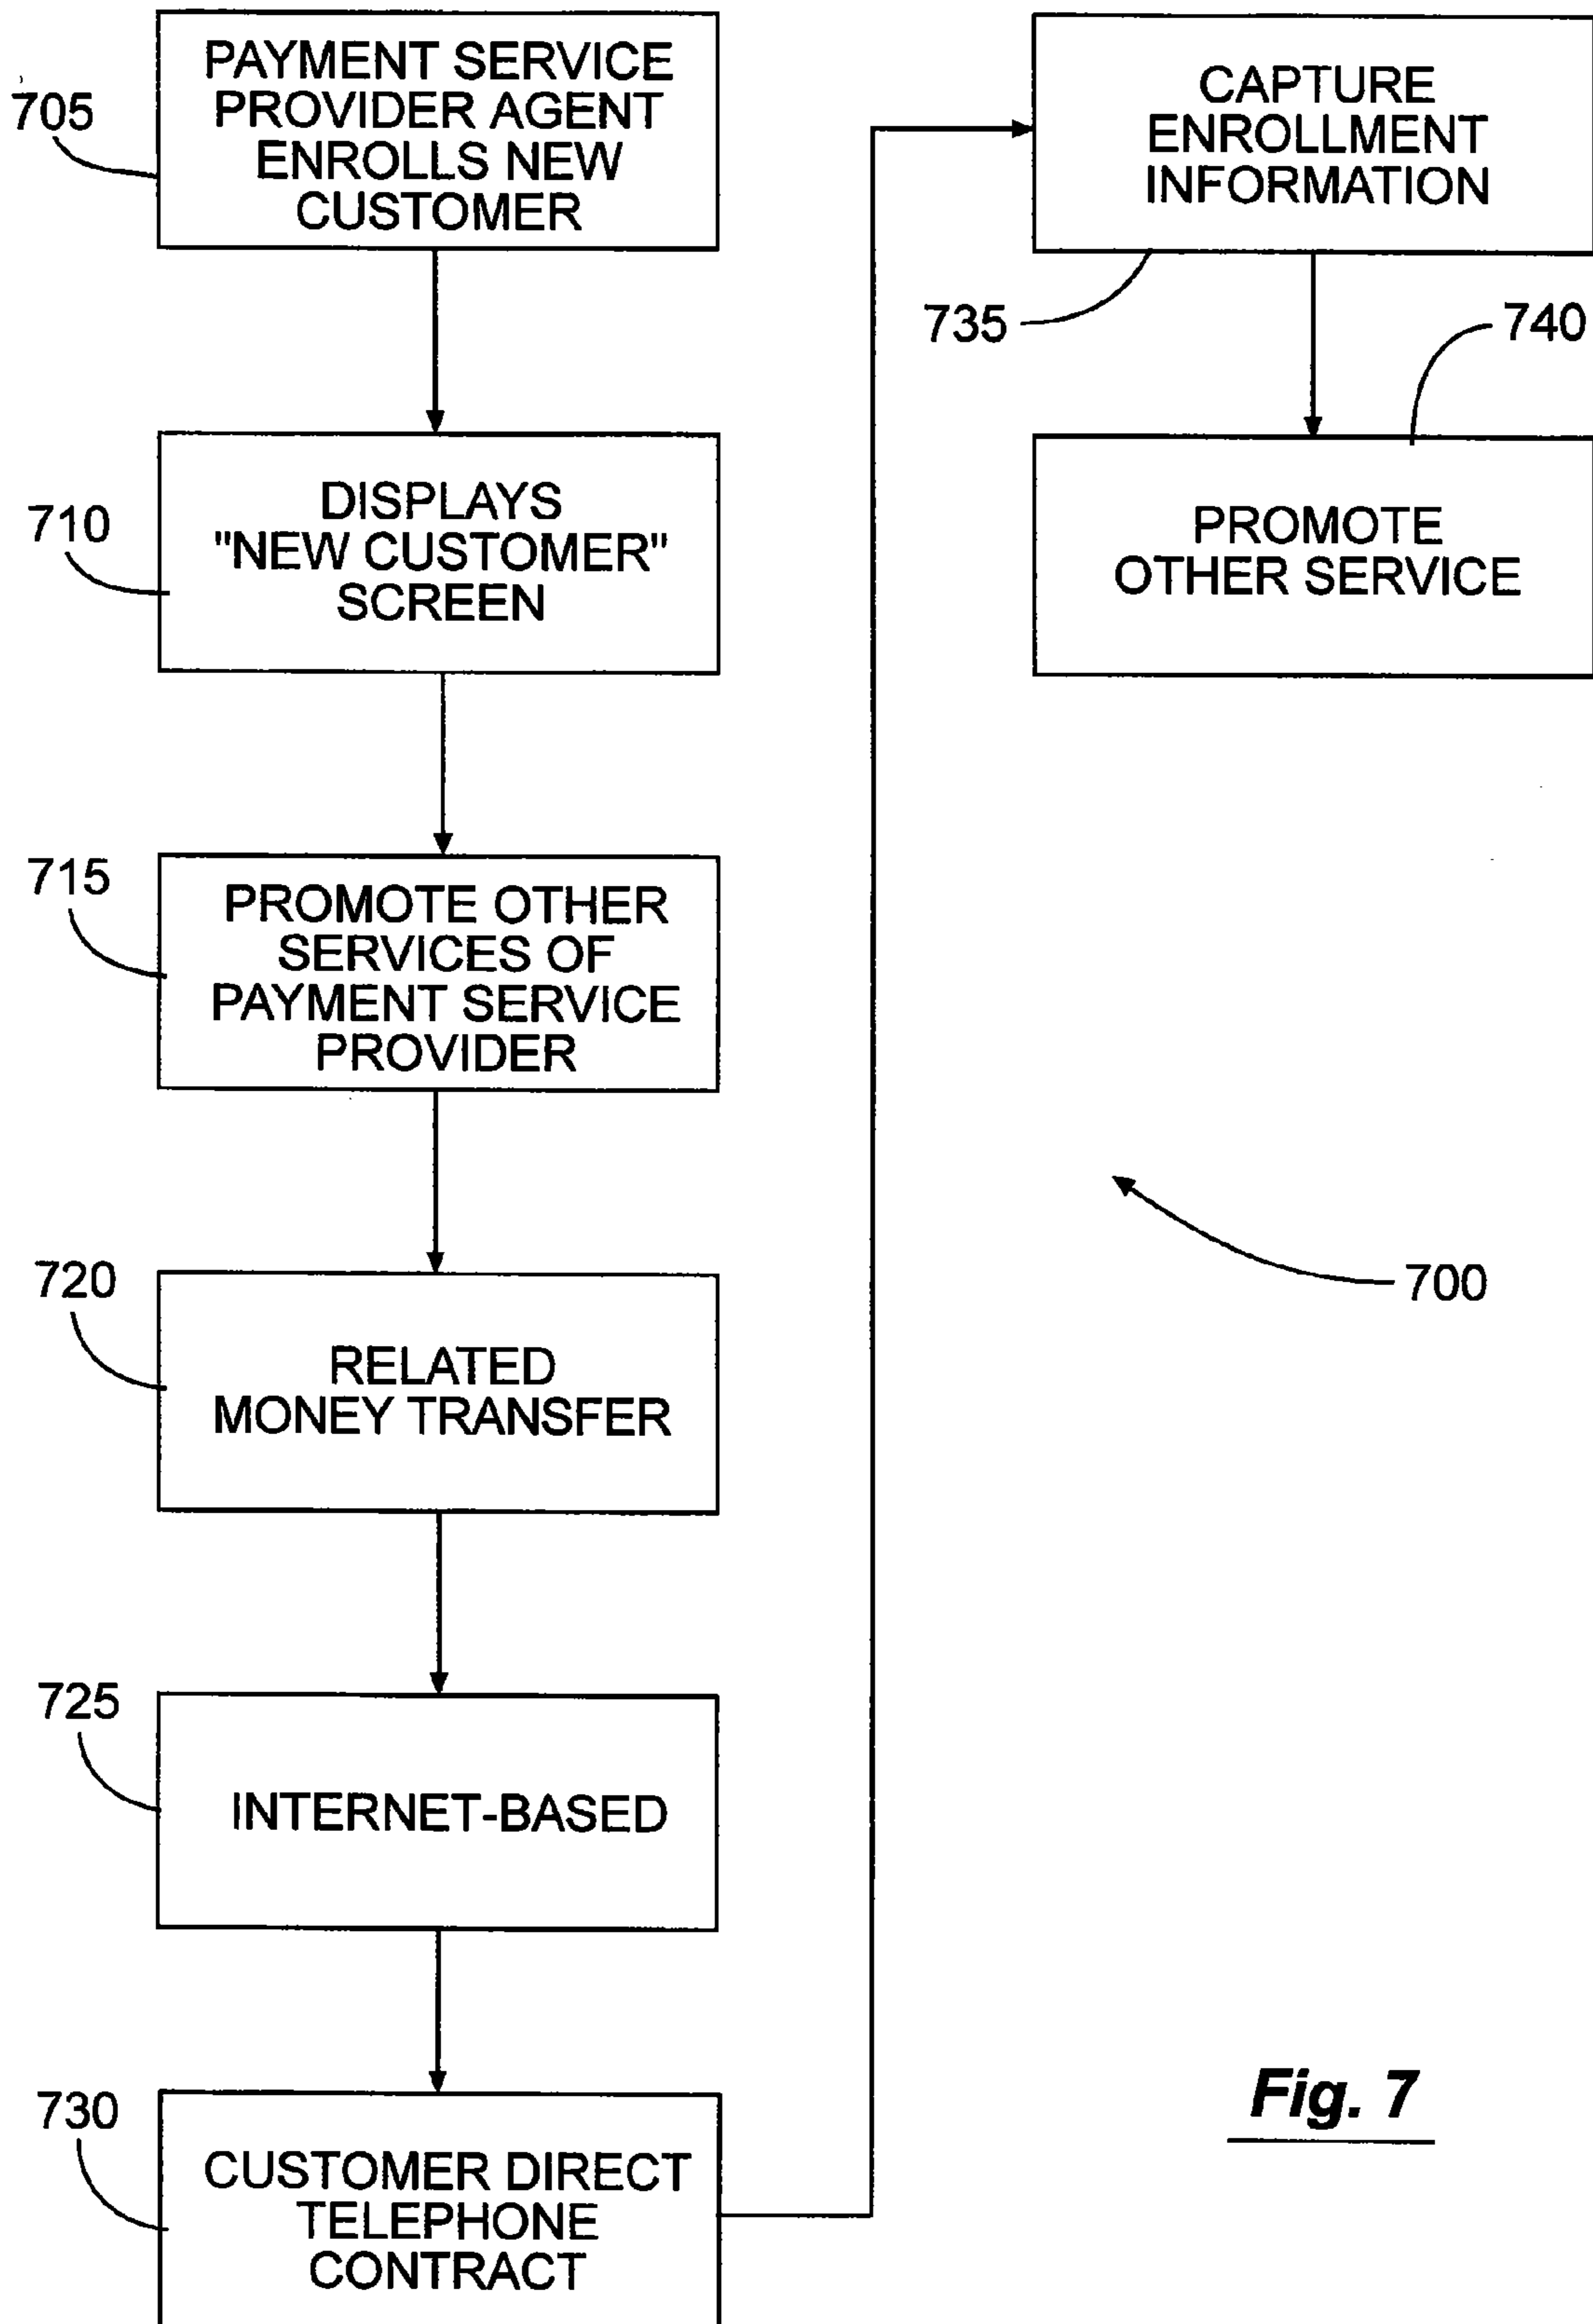 705
PAYMENT SERVICE
PROVIDER AGENT
ENROLLS NEW
CUSTOMER
710
DISPLAYS
"NEW CUSTOMER"
SCREEN
715
PROMOTE OTHER
SERVICES OF
PAYMENT SERVICE
PROVIDER
720
RELATED
MONEY TRANSFER
725
INTERNET-BASED
730
CUSTOMER DIRECT
TELEPHONE
CONTRACT
CAPTURE
ENROLLMENT
INFORMATION
735
740
PROMOTE
OTHER SERVICE
700
Fig. 7